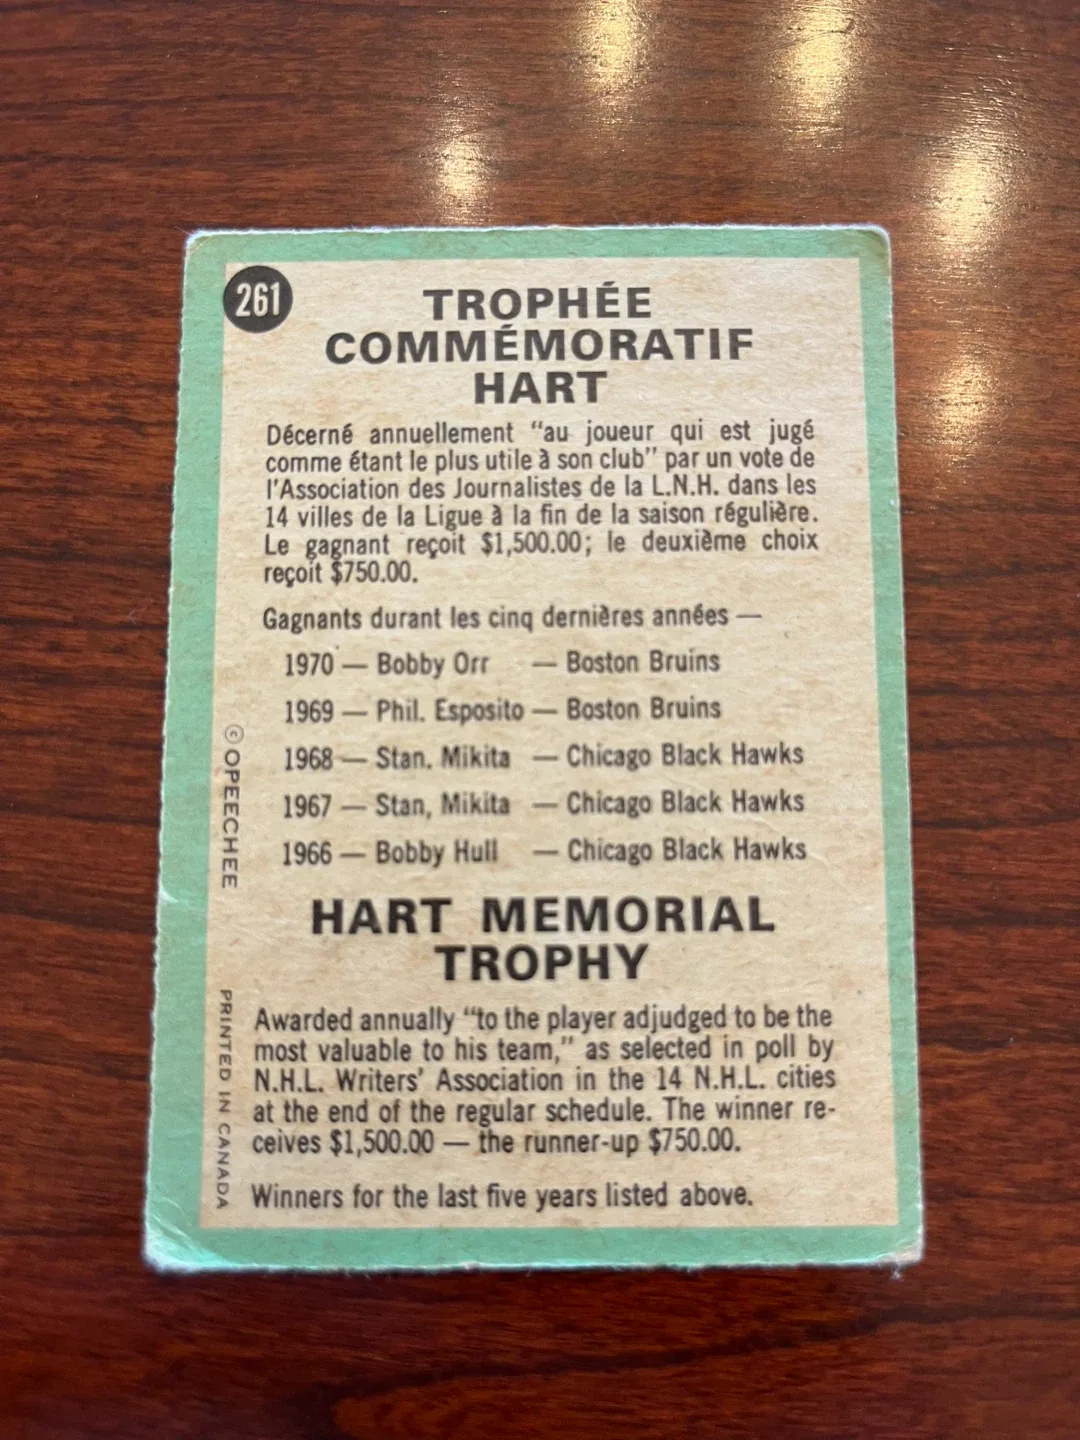 261
TROPHÉE
COMMÉMORATIF
HART
Décerné annuellement “au joueur qui est jugé
comme étant le plus utile à son club” par un vote de
l'Association des Journalistes de la L.N.H. dans les
14 villes de la Ligue à la fin de la saison régulière.
Le gagnant reçoit $1,500.00; le deuxième choix
reçoit $750.00.
Gagnants durant les cinq dernières années —
1970 — Bobby Orr — Boston Bruins
1969 — Phil. Esposito — Boston Bruins
1968 — Stan. Mikita — Chicago Black Hawks
1967 — Stan, Mikita — Chicago Black Hawks
1966 — Bobby Hull — Chicago Black Hawks
HART MEMORIAL
TROPHY
Awarded annually “to the player adjudged to be the
most valuable to his team,” as selected in poll by
N.H.L. Writers' Association in the 14 N.H.L. cities
at the end of the regular schedule. The winner re-
ceives $1,500.00 — the runner-up $750.00.
Winners for the last five years listed above.
© OPEECHEE
PRINTED IN CANADA